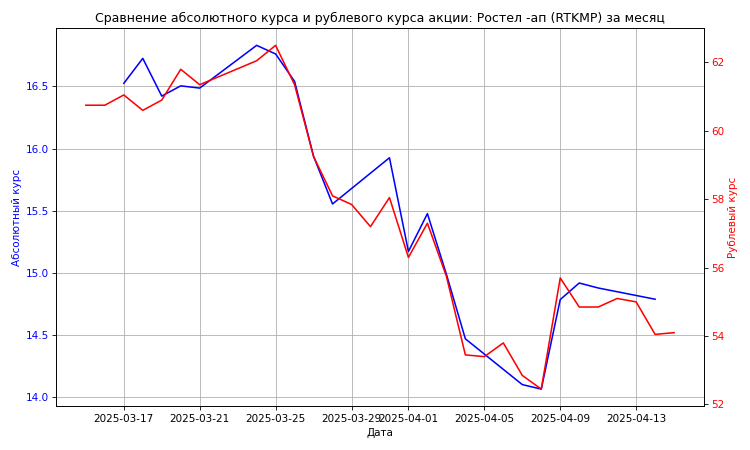 Сравнение абсолютного курса и рублевого курса акции: Ростел -ап (RTKMP) за месяц
16.5
16.0
15.5
15.0
14.5
14.0
Абсолютный курс
62
60
58
56
54
52
Рублевый курс
2025-03-17 2025-03-21 2025-03-25 2025-03-29 2025-04-01 2025-04-05 2025-04-09 2025-04-13
Дата